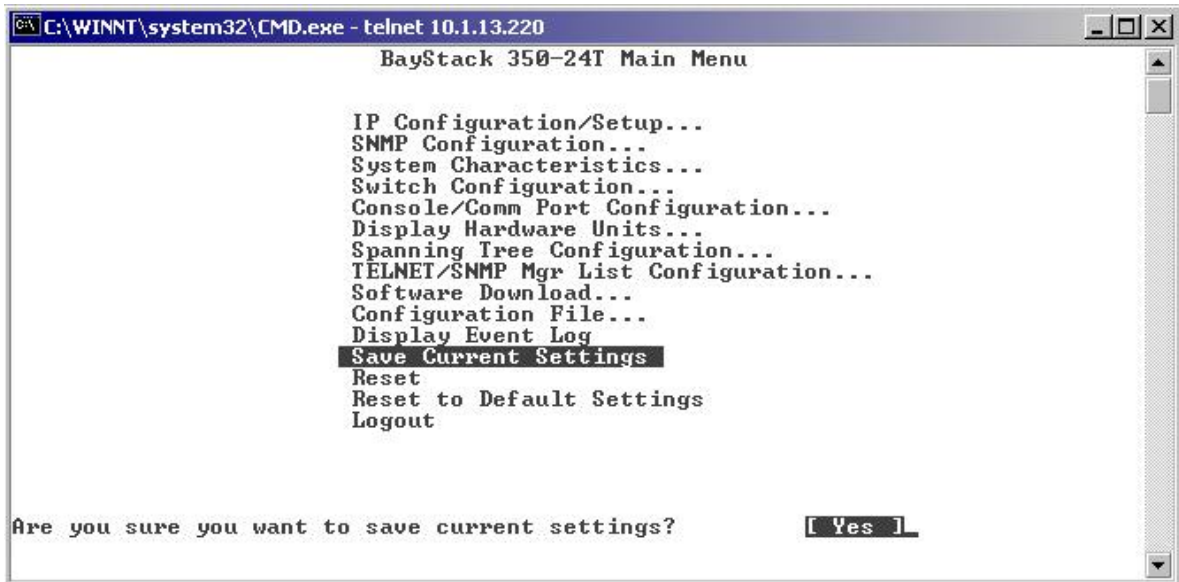 C:\WINNT\system32\CMD.exe - telnet 10.1.13.220
BayStack 350-24T Main Menu
IP Configuration/Setup...
SNMP Configuration...
System Characteristics...
Switch Configuration...
Console/Comm Port Configuration...
Display Hardware Units...
Spanning Tree Configuration...
TELNET/SNMP Mgr List Configuration...
Software Download...
Configuration File...
Display Event Log
Save Current Settings
Reset
Reset to Default Settings
Logout
Are you sure you want to save current settings? [ Yes ]_